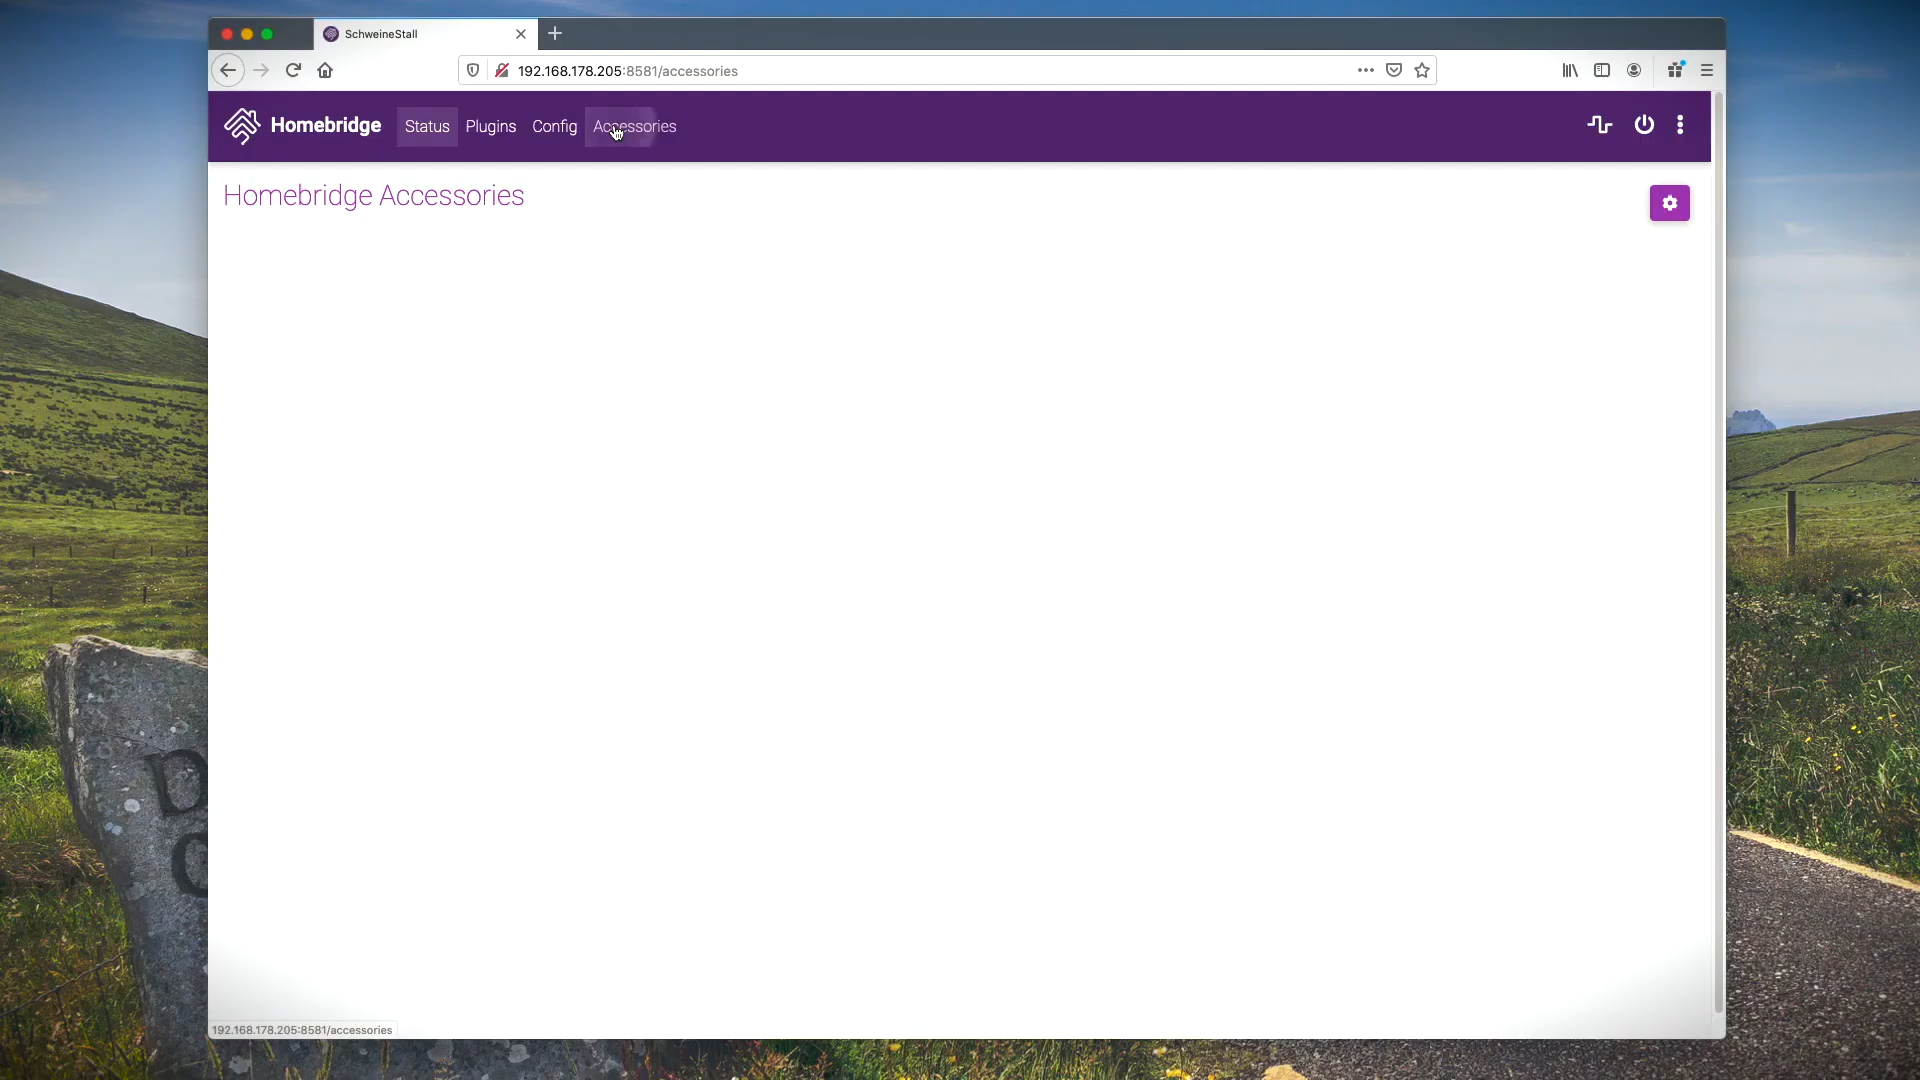 SchweineStall
192.168.178.205:8581/accessories
Homebridge
Status Plugins Config Accessories
Homebridge Accessories
D
192.168.178.205:8581/accessories